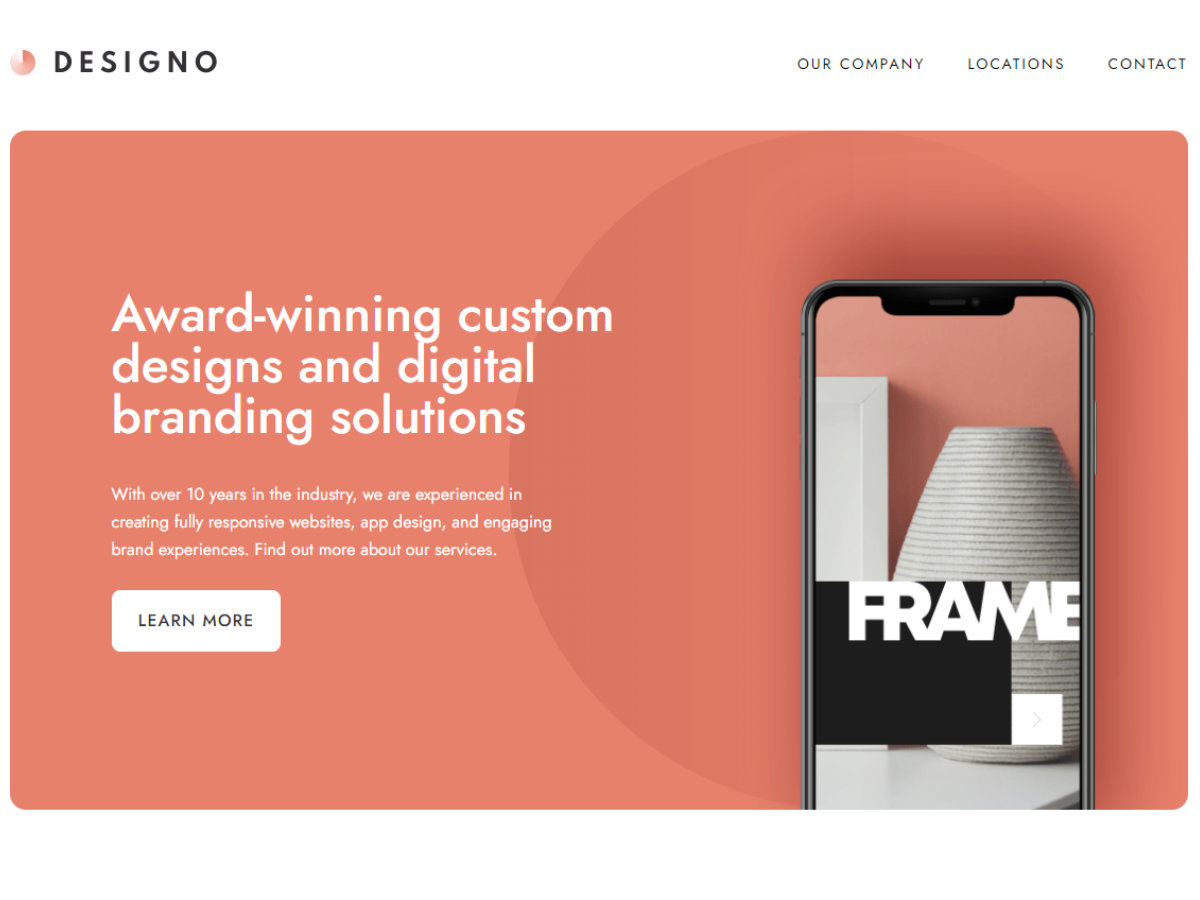 DESIGNO
OUR COMPANY LOCATIONS CONTACT
Award-winning custom
designs and digital
branding solutions
With over 10 years in the industry, we are experienced in
creating fully responsive websites, app design, and engaging
brand experiences. Find out more about our services.
LEARN MORE
FRAME